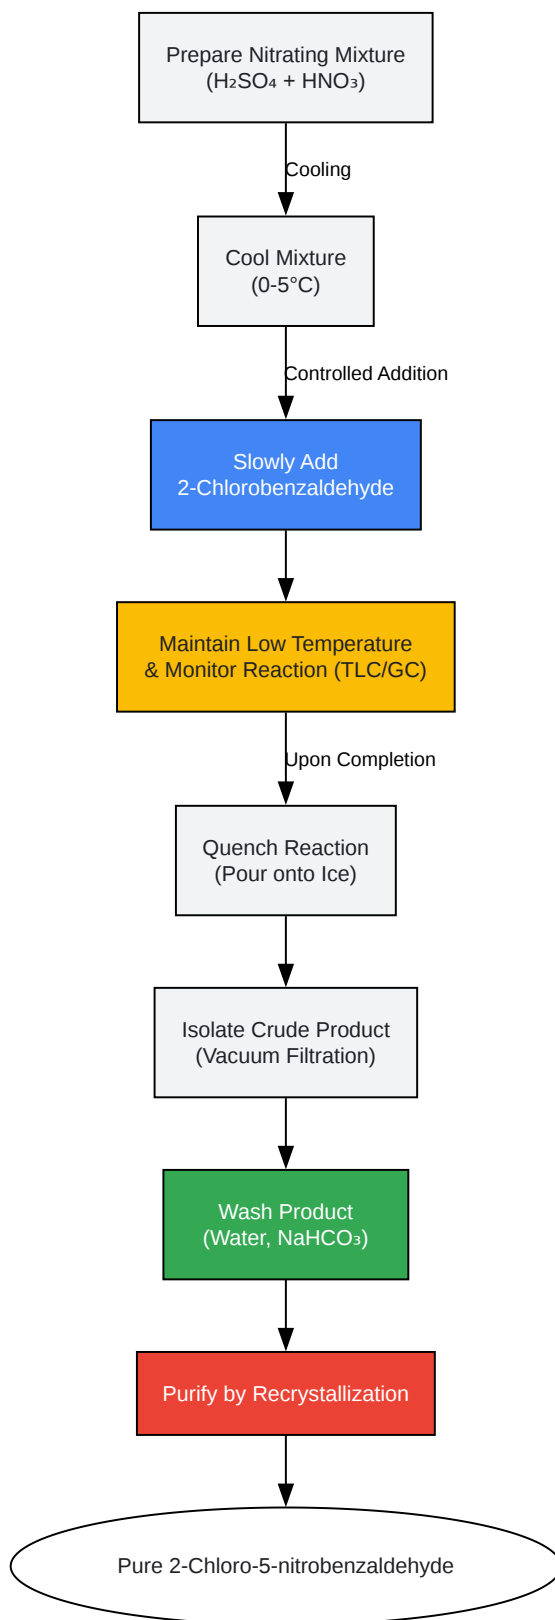 Prepare Nitrating Mixture
(H₂SO₄ + HNO₃)
Cooling
Cool Mixture
(0-5°C)
Controlled Addition
Slowly Add
2-Chlorobenzaldehyde
Maintain Low Temperature
& Monitor Reaction (TLC/GC)
Upon Completion
Quench Reaction
(Pour onto Ice)
Isolate Crude Product
(Vacuum Filtration)
Wash Product
(Water, NaHCO₃)
Purify by Recrystallization
Pure 2-Chloro-5-nitrobenzaldehyde